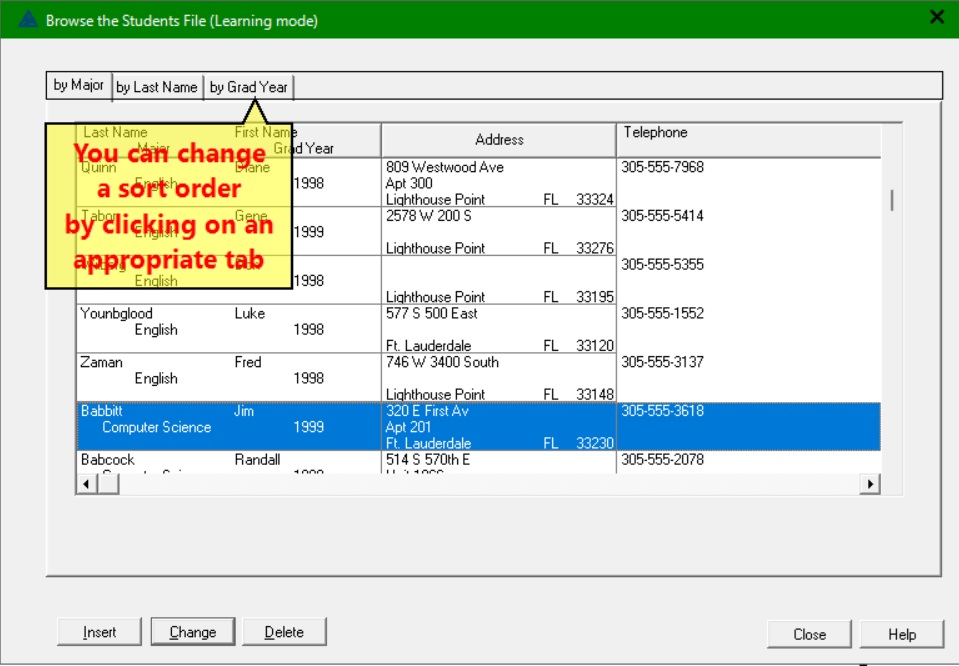 Browse the Students File (Learning mode)
by Major by Last Name by Grad Year
Last Name First Name Address Telephone
Major Grad Year
You can change
a sort order
by clicking on an
appropriate tab
Quinn Diane 809 Westwood Ave 305-555-7968
English 1998 Apt 300
Lighthouse Point FL 33324
Tabor Gene 2578 W 200 S 305-555-5414
English 1999
Lighthouse Point FL 33276
305-555-5355
English 1998
Lighthouse Point FL 33195
Younbglood Luke 577 S 500 East 305-555-1552
English 1998
Ft. Lauderdale FL 33120
Zaman Fred 746 W 3400 South 305-555-3137
English 1998
Lighthouse Point FL 33148
Babbitt Jim 320 E First Av 305-555-3618
Computer Science 1999 Apt 201
Ft. Lauderdale FL 33230
Babcock Randall 514 S 570th E 305-555-2078
Insert Change Delete Close Help